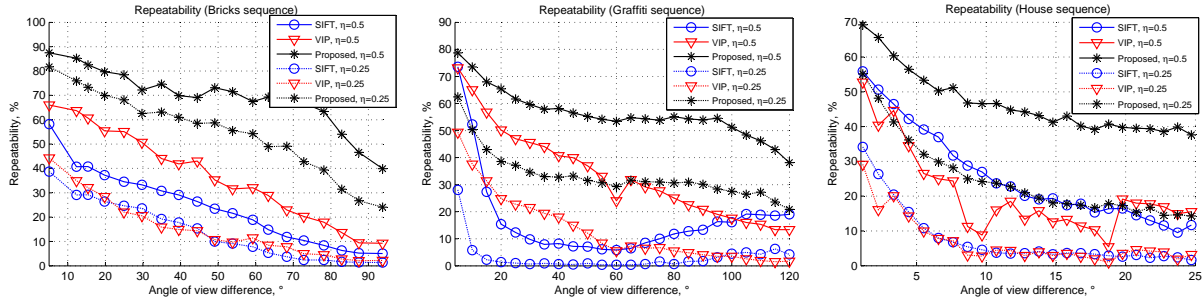 Repeatability (Bricks sequence)
100
90
80
70
60
50
40
30
20
10
0
Repeatability, %
10 20 30 40 50 60 70 80 90
Angle of view difference, °
SIFT, η=0.5
VIP, η=0.5
Proposed, η=0.5
SIFT, η=0.25
VIP, η=0.25
Proposed, η=0.25
Repeatability (Graffiti sequence)
90
80
70
60
50
40
30
20
10
0
Repeatability, %
20 40 60 80 100 120
Angle of view difference, °
SIFT, η=0.5
VIP, η=0.5
Proposed, η=0.5
SIFT, η=0.25
VIP, η=0.25
Proposed, η=0.25
Repeatability (House sequence)
70
60
50
40
30
20
10
0
Repeatability, %
5 10 15 20 25
Angle of view difference, °
SIFT, η=0.5
VIP, η=0.5
Proposed, η=0.5
SIFT, η=0.25
VIP, η=0.25
Proposed, η=0.25